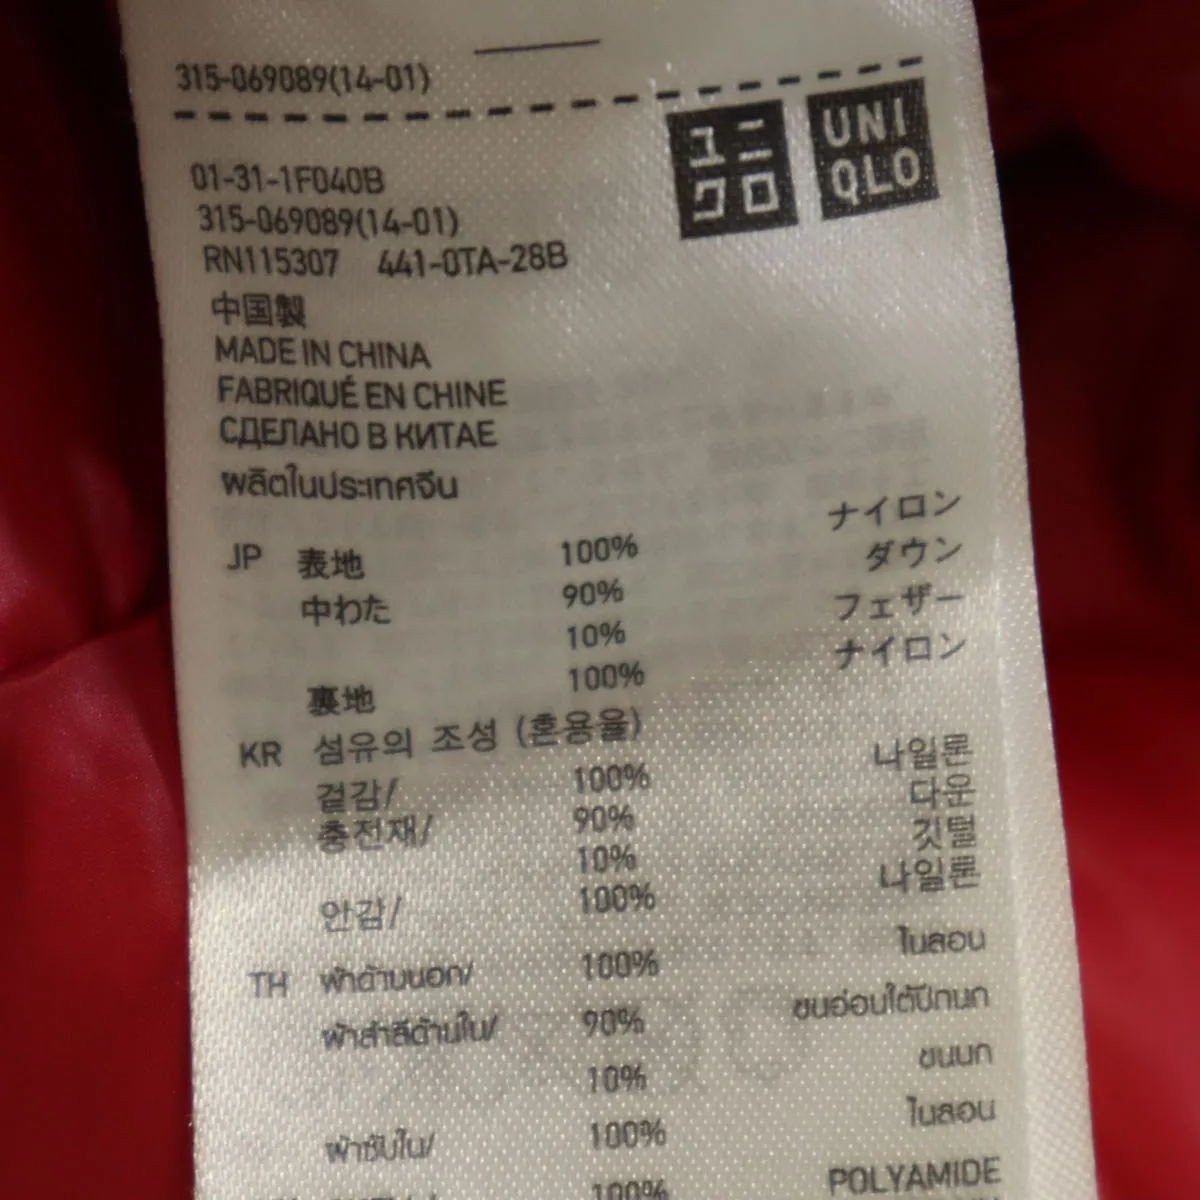 315-069089(14-01)
ユニ
クロ
UNI
QLO
01-31-1F040B
315-069089(14-01)
RN115307 441-0TA-28B
中国製
MADE IN CHINA
FABRIQUÉ EN CHINE
СДЕЛАНО В КИТАЕ
ผลิตในประเทศจีน
JP 表地 100% ナイロン
中わた 90% ダウン
10% フェザー
裏地 100% ナイロン
KR 섬유의 조성 (혼용율)
겉감/ 100% 나일론
충전재/ 90% 다운
10% 깃털
안감/ 100% 나일론
TH ผ้าด้านนอก/ 100% ไนลอน
ผ้าสำลีด้านใน/ 90% ขนอ่อนใต้ปีกนก
10% ขนนก
ผ้าซับใน/ 100% ไนลอน
100% POLYAMIDE